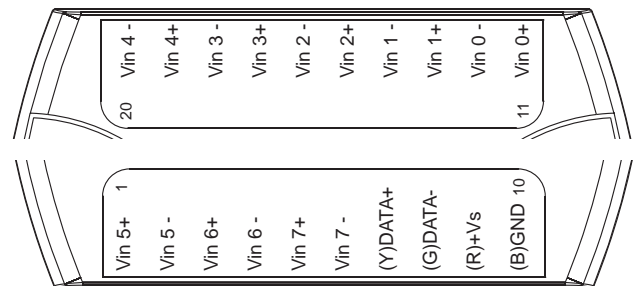 Vin 4 -
Vin 4+
Vin 3 -
Vin 3+
Vin 2 -
Vin 2+
Vin 1 -
Vin 1+
Vin 0 -
Vin 0+
20
11
1
10
Vin 5+
Vin 5 -
Vin 6+
Vin 6 -
Vin 7+
Vin 7 -
(Y)DATA+
(G)DATA-
(R)+Vs
(B)GND